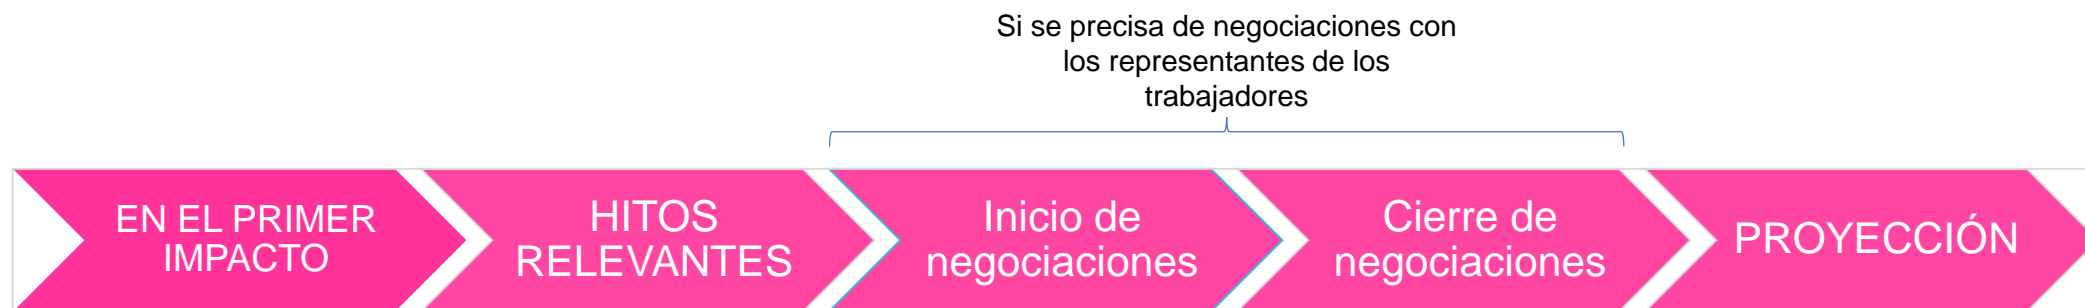 Si se precisa de negociaciones con
los representantes de los
trabajadores
EN EL PRIMER
IMPACTO
HITOS
RELEVANTES
Inicio de
negociaciones
Cierre de
negociaciones
PROYECCIÓN